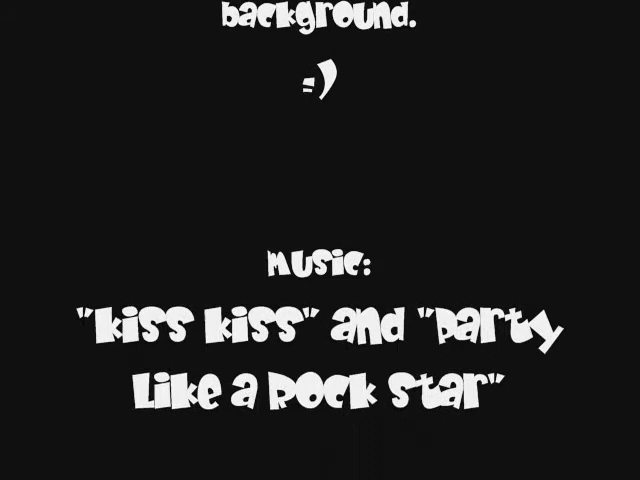 background.
=)
Music:
"kiss kiss" and "Party
Like a Rock Star"